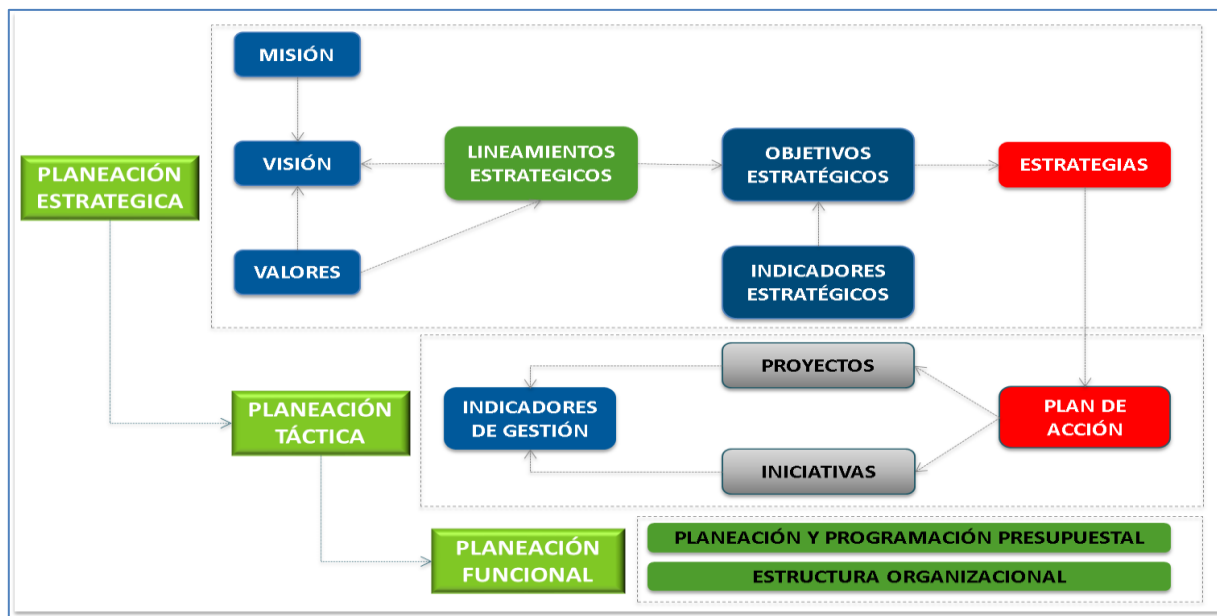 MISIÓN
VISIÓN
VALORES
LINEAMIENTOS
ESTRATEGICOS
OBJETIVOS
ESTRATÉGICOS
ESTRATEGIAS
INDICADORES
ESTRATÉGICOS
PLANEACIÓN
ESTRATEGICA
PLANEACIÓN
TÁCTICA
INDICADORES
DE GESTIÓN
PROYECTOS
INICIATIVAS
PLAN DE
ACCIÓN
PLANEACIÓN
FUNCIONAL
PLANEACIÓN Y PROGRAMACIÓN PRESUPUESTAL
ESTRUCTURA ORGANIZACIONAL